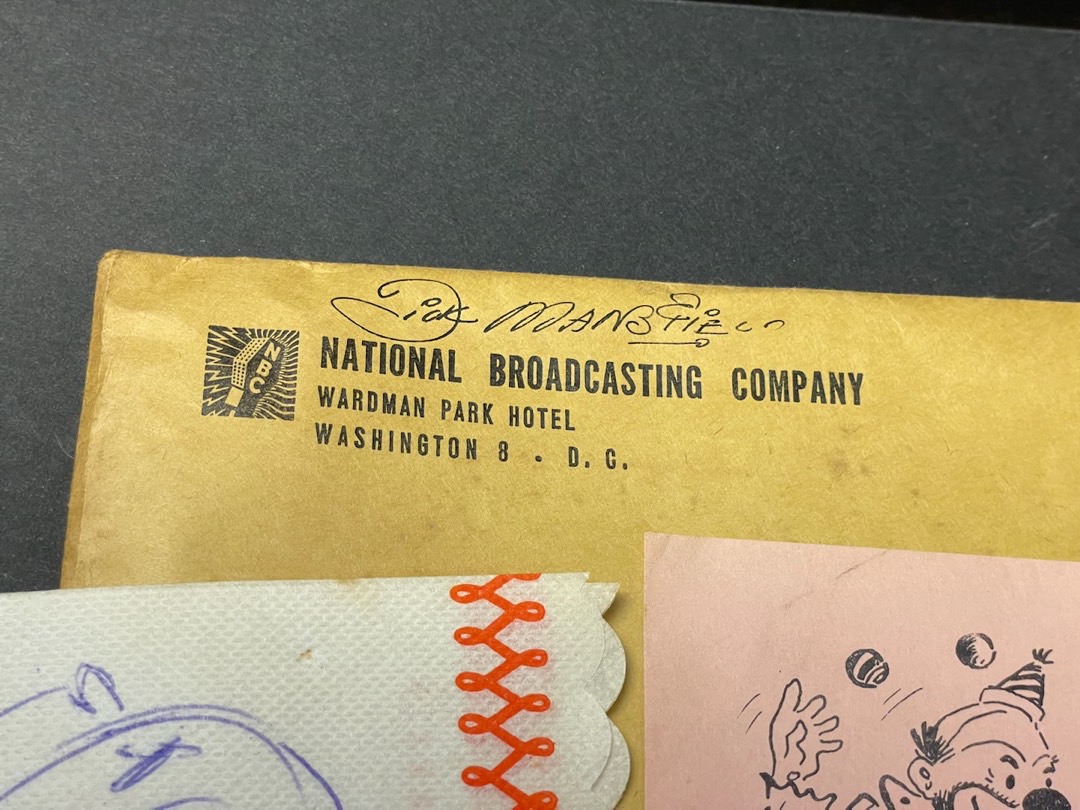 Dick MANSFIELD
NBC
NATIONAL BROADCASTING COMPANY
WARDMAN PARK HOTEL
WASHINGTON 8 . D. C.